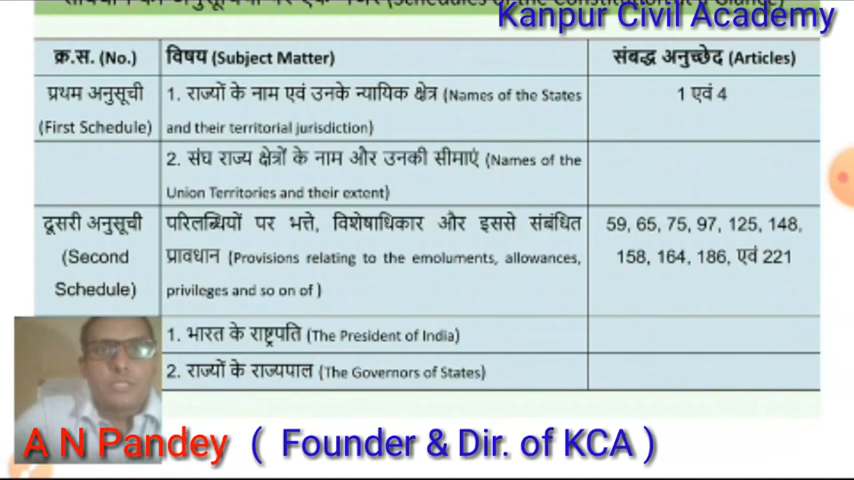 Kanpur Civil Academy
क्र.स. (No.) विषय (Subject Matter) संबद्ध अनुच्छेद (Articles)
प्रथम अनुसूची 1. राज्यों के नाम एवं उनके न्यायिक क्षेत्र (Names of the States 1 एवं 4
(First Schedule) and their territorial jurisdiction)
2. संघ राज्य क्षेत्रों के नाम और उनकी सीमाएं (Names of the
Union Territories and their extent)
दूसरी अनुसूची परिलब्धियों पर भत्ते, विशेषाधिकार और इससे संबंधित 59, 65, 75, 97, 125, 148,
(Second प्रावधान (Provisions relating to the emoluments, allowances, 158, 164, 186, एवं 221
Schedule) privileges and so on of )
1. भारत के राष्ट्रपति (The President of India)
2. राज्यों के राज्यपाल (The Governors of States)
A N Pandey ( Founder & Dir. of KCA )